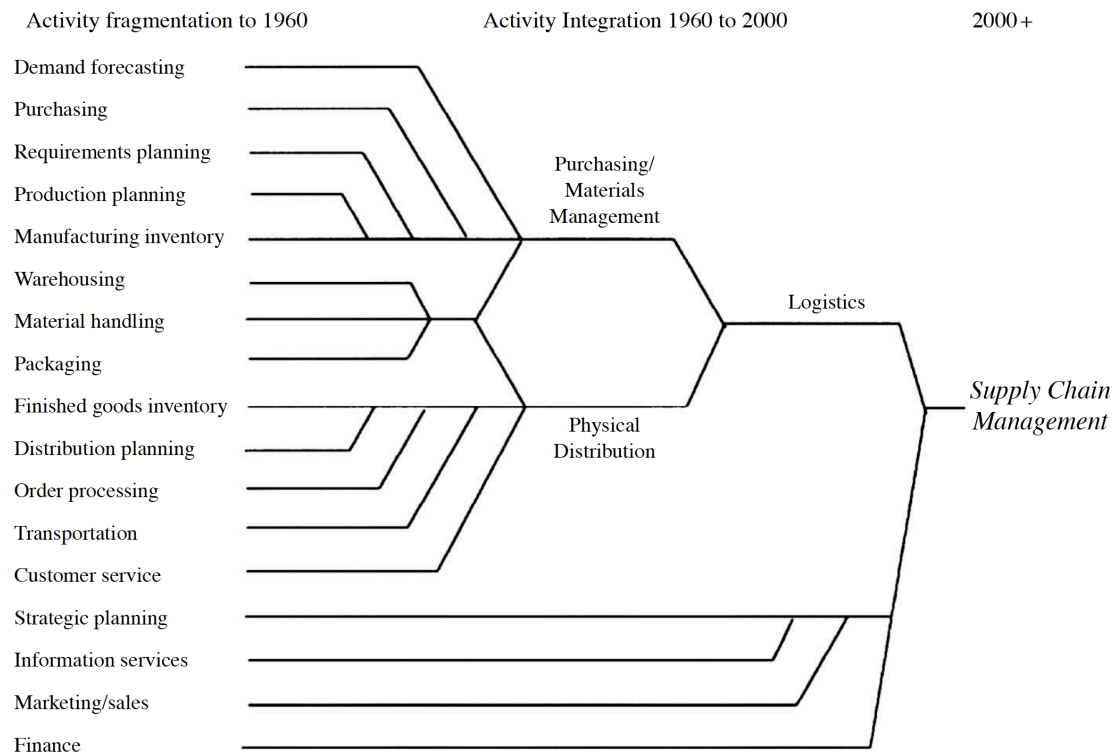 Activity fragmentation to 1960
Activity Integration 1960 to 2000
2000+
Demand forecasting
Purchasing
Requirements planning
Production planning
Manufacturing inventory
Warehousing
Material handling
Packaging
Finished goods inventory
Distribution planning
Order processing
Transportation
Customer service
Strategic planning
Information services
Marketing/sales
Finance
Purchasing/
Materials
Management
Physical
Distribution
Logistics
Supply Chain
Management